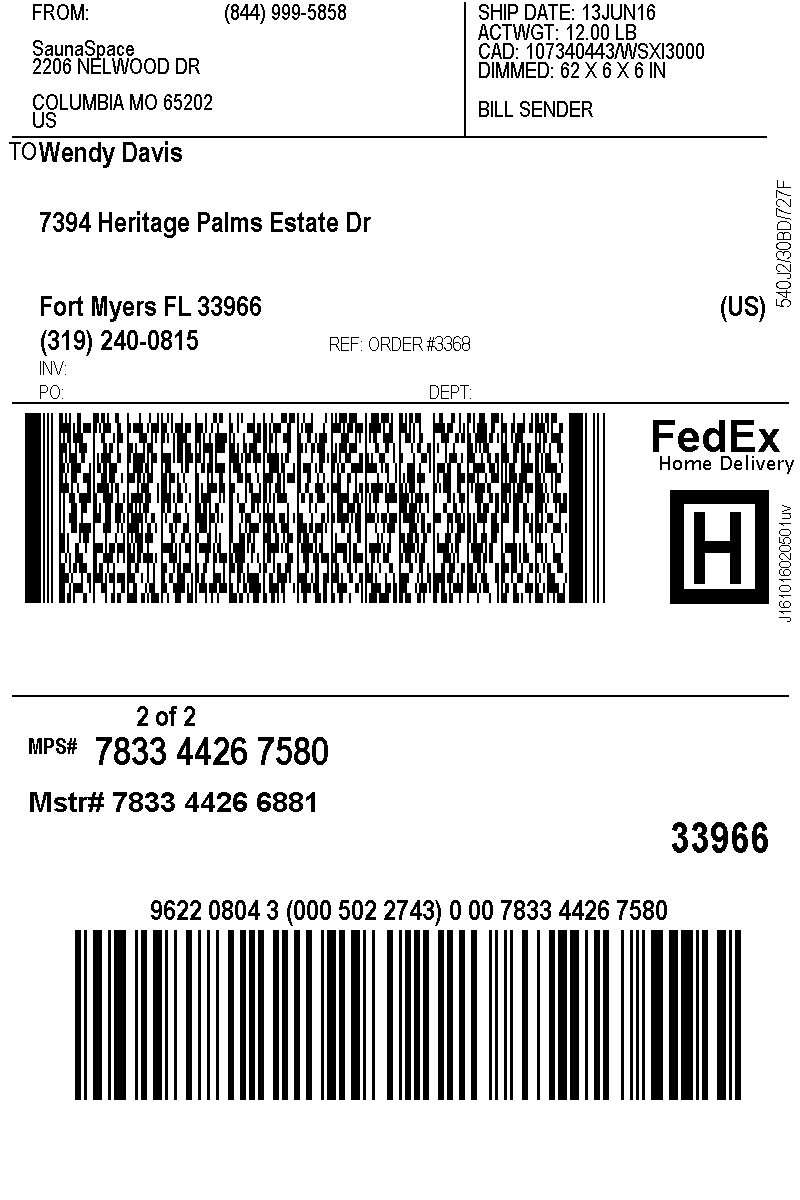 FROM: (844) 999-5858
SaunaSpace
2206 NELWOOD DR
COLUMBIA MO 65202
US
SHIP DATE: 13JUN16
ACTWGT: 12.00 LB
CAD: 107340443/WSXI3000
DIMMED: 62 X 6 X 6 IN
BILL SENDER
TO Wendy Davis
7394 Heritage Palms Estate Dr
Fort Myers FL 33966 (US)
(319) 240-0815 REF: ORDER #3368
INV:
PO: DEPT:
540J2/30BD/727F
FedEx
Home Delivery
H
J161016020501uv
2 of 2
MPS# 7833 4426 7580
Mstr# 7833 4426 6881
33966
9622 0804 3 (000 502 2743) 0 00 7833 4426 7580